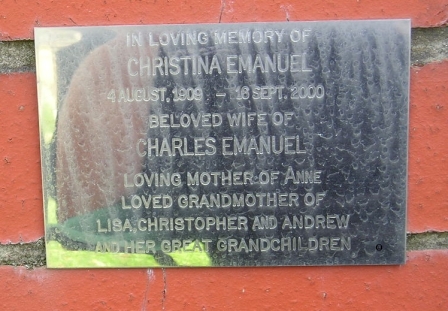 IN LOVING MEMORY OF
CHRISTINA EMANUEL
4 AUGUST, 1909 - 16 SEPT. 2000
BELOVED WIFE OF
CHARLES EMANUEL
LOVING MOTHER OF ANNE
LOVED GRANDMOTHER OF
LISA, CHRISTOPHER AND ANDREW
AND HER GREAT GRANDCHILDREN